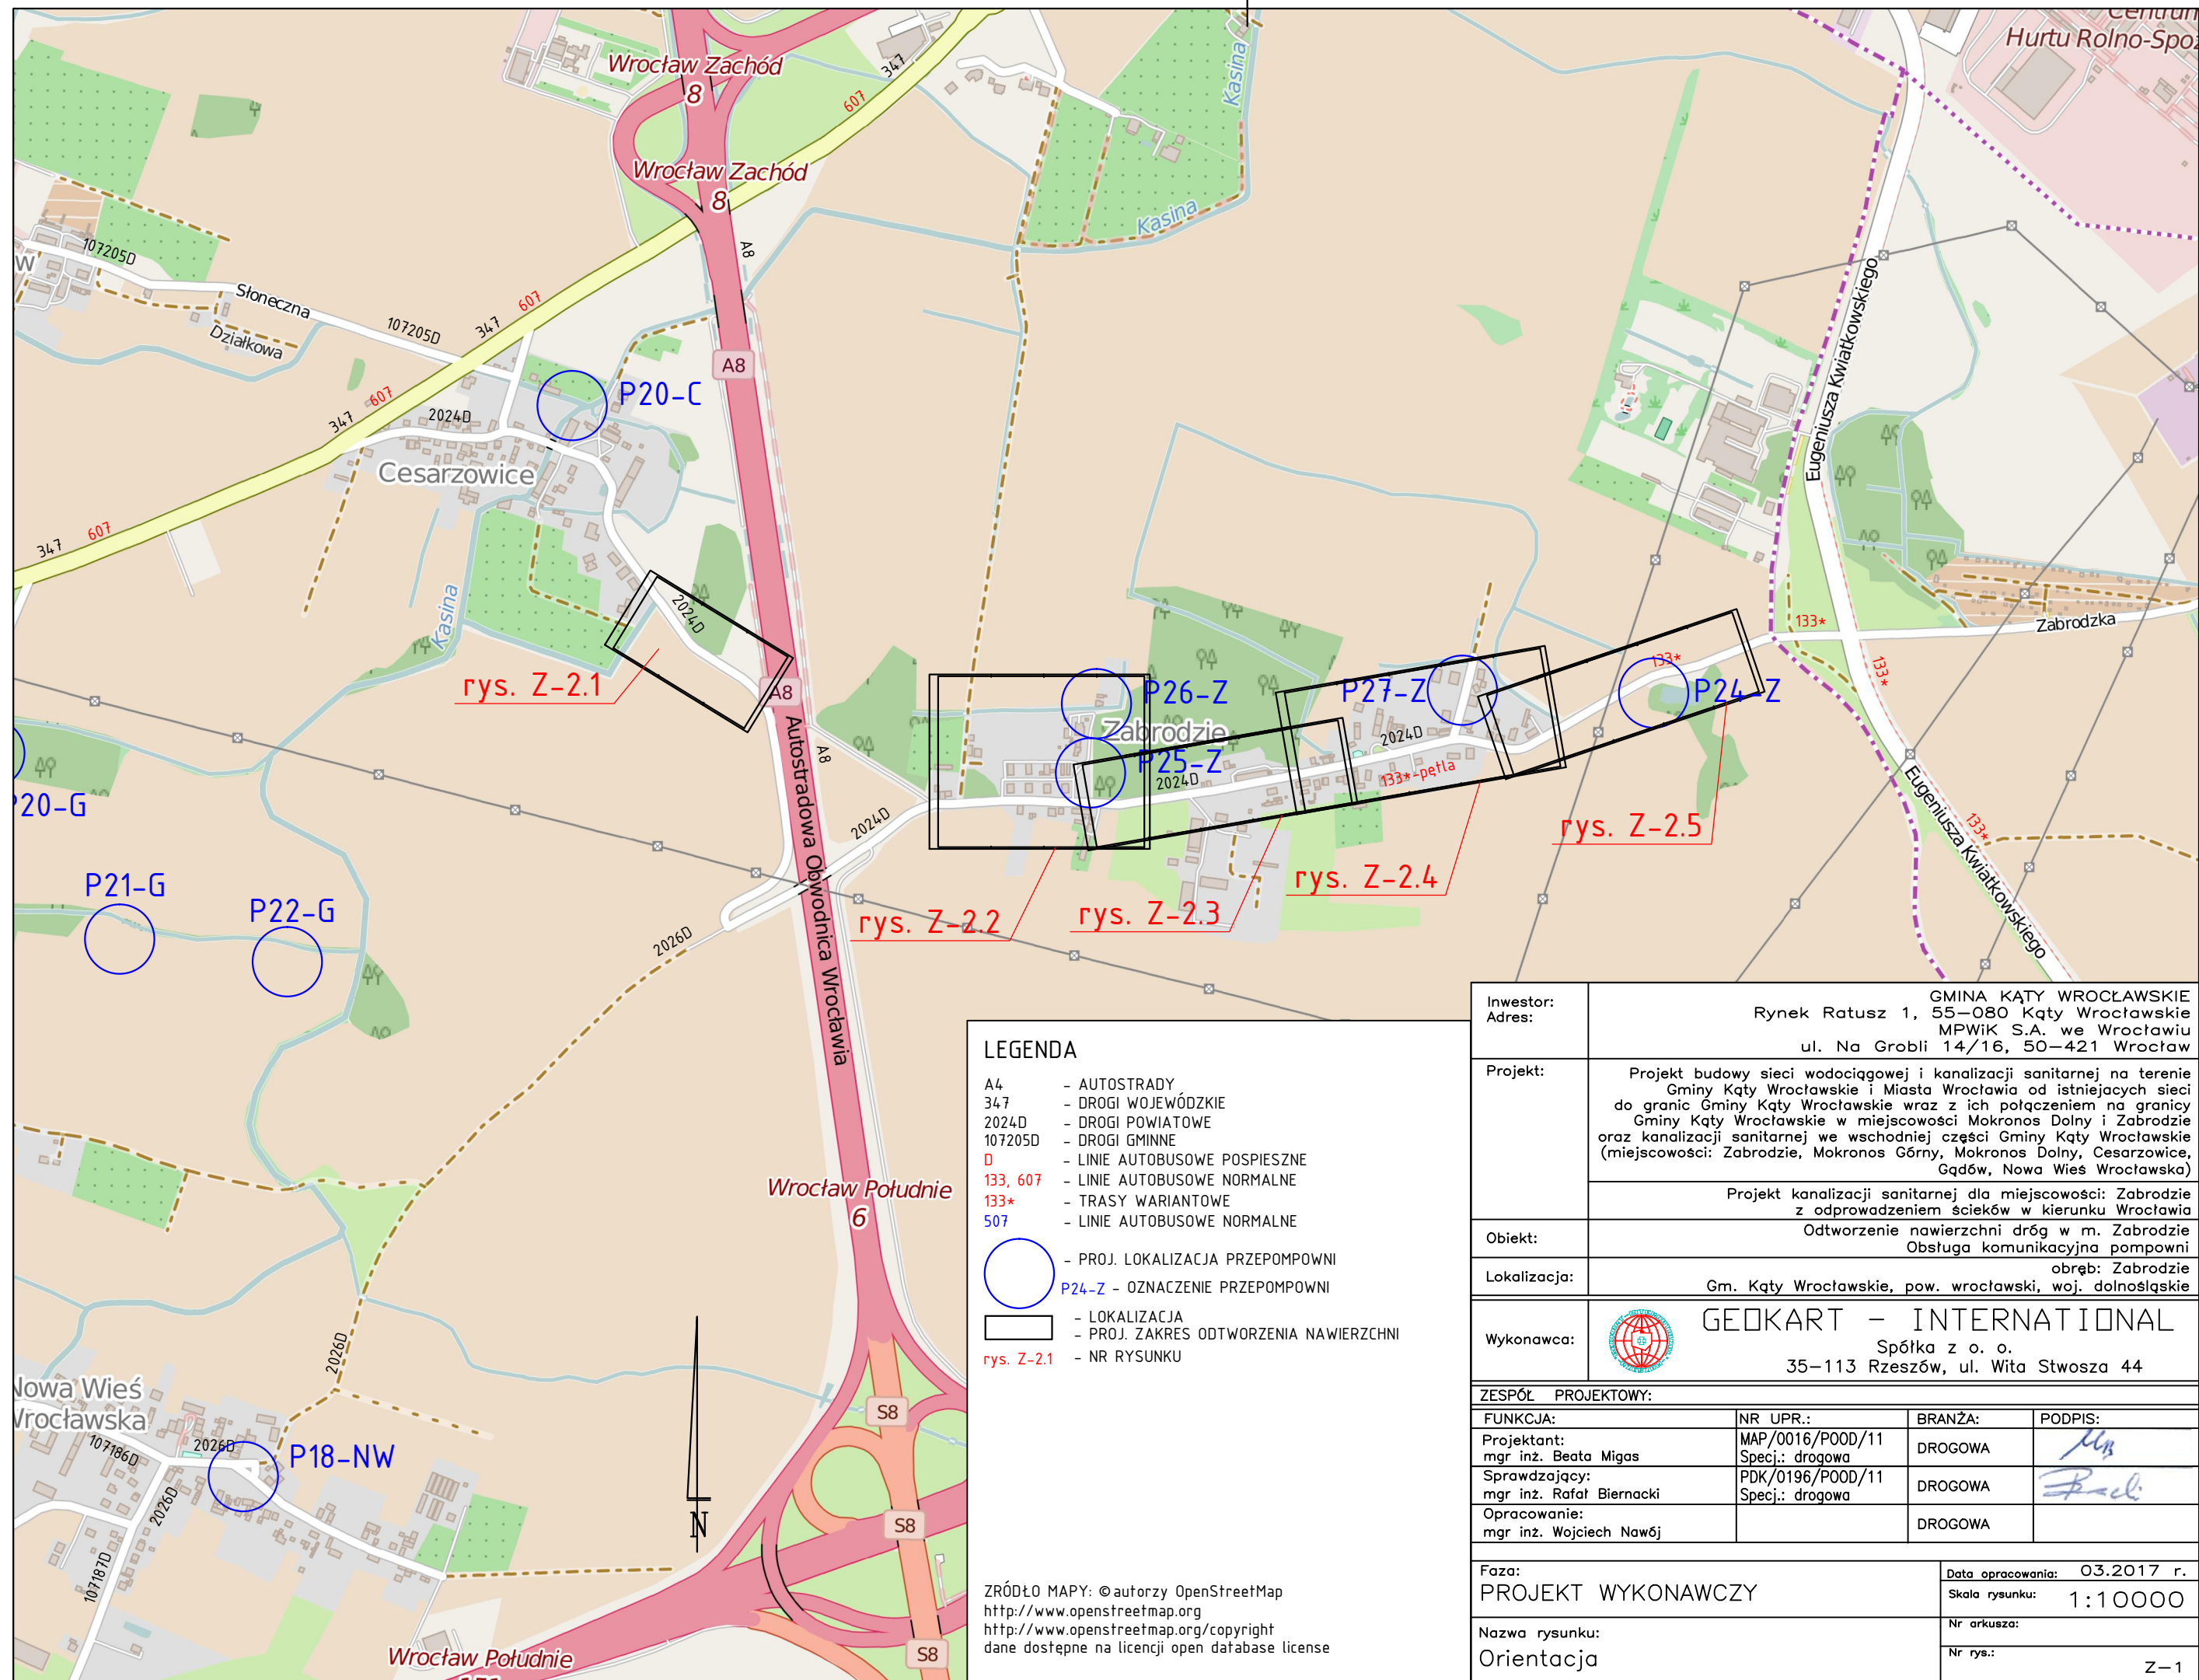 Centrum
Hurtu Rolno-Spoż
Wrocław Zachód
8
347
607
Kasina
Wrocław Zachód
8
Kasina
A8
107205D
w
Słoneczna
Działkowa
107205D
347
607
A8
P20-C
347
607
2024D
Cesarzowice
Eugeniusza Kwiatkowskiego
Eugeniusza Kwiatkowskiego
347
607
Kasina
2024D
rys. Z-2.1
A8
Autostradowa Obwodnica Wrocławia
A8
P26-Z
Zabrodzie
P25-Z
2024D
P27-Z
2024D
133*-pętla
133*
P24-Z
133*
Zabrodzka
133*
133*
Eugeniusza Kwiatkowskiego
2024D
rys. Z-2.2
rys. Z-2.3
rys. Z-2.4
rys. Z-2.5
P20-G
P21-G
P22-G
2026D
Wrocław Południe
6
2026D
Nowa Wieś
Wrocławska
107186D
2026D
P18-NW
2026D
107187D
N
S8
S8
S8
Wrocław Południe
LEGENDA
A4 - AUTOSTRADY
347 - DROGI WOJEWÓDZKIE
2024D - DROGI POWIATOWE
107205D - DROGI GMINNE
D - LINIE AUTOBUSOWE POSPIESZNE
133, 607 - LINIE AUTOBUSOWE NORMALNE
133* - TRASY WARIANTOWE
507 - LINIE AUTOBUSOWE NORMALNE
- PROJ. LOKALIZACJA PRZEPOMPOWNI
P24-Z - OZNACZENIE PRZEPOMPOWNI
- LOKALIZACJA
- PROJ. ZAKRES ODTWORZENIA NAWIERZCHNI
rys. Z-2.1 - NR RYSUNKU
ZRÓDŁO MAPY: © autorzy OpenStreetMap
http://www.openstreetmap.org
http://www.openstreetmap.org/copyright
dane dostępne na licencji open database license
Inwestor:
Adres:
GMINA KĄTY WROCŁAWSKIE
Rynek Ratusz 1, 55-080 Kąty Wrocławskie
MPWiK S.A. we Wrocławiu
ul. Na Grobli 14/16, 50-421 Wrocław
Projekt:
Projekt budowy sieci wodociągowej i kanalizacji sanitarnej na terenie
Gminy Kąty Wrocławskie i Miasta Wrocławia od istniejacych sieci
do granic Gminy Kąty Wrocławskie wraz z ich połączeniem na granicy
Gminy Kąty Wrocławskie w miejscowości Mokronos Dolny i Zabrodzie
oraz kanalizacji sanitarnej we wschodniej części Gminy Kąty Wrocławskie
(miejscowości: Zabrodzie, Mokronos Górny, Mokronos Dolny, Cesarzowice,
Gądów, Nowa Wieś Wrocławska)
Projekt kanalizacji sanitarnej dla miejscowości: Zabrodzie
z odprowadzeniem ścieków w kierunku Wrocławia
Obiekt:
Odtworzenie nawierzchni dróg w m. Zabrodzie
Obsługa komunikacyjna pompowni
Lokalizacja:
obręb: Zabrodzie
Gm. Kąty Wrocławskie, pow. wrocławski, woj. dolnośląskie
Wykonawca:
GEOKART - INTERNATIONAL
Spółka z o. o.
35-113 Rzeszów, ul. Wita Stwosza 44
ZESPÓŁ PROJEKTOWY:
FUNKCJA: NR UPR.: BRANŻA: PODPIS:
Projektant:
mgr inż. Beata Migas
MAP/0016/POOD/11
Specj.: drogowa
DROGOWA
Sprawdzający:
mgr inż. Rafał Biernacki
PDK/0196/POOD/11
Specj.: drogowa
DROGOWA
Opracowanie:
mgr inż. Wojciech Nawój
DROGOWA
Faza:
PROJEKT WYKONAWCZY
Data opracowania: 03.2017 r.
Skala rysunku: 1:10000
Nr arkusza:
Nazwa rysunku:
Orientacja
Nr rys.: Z-1